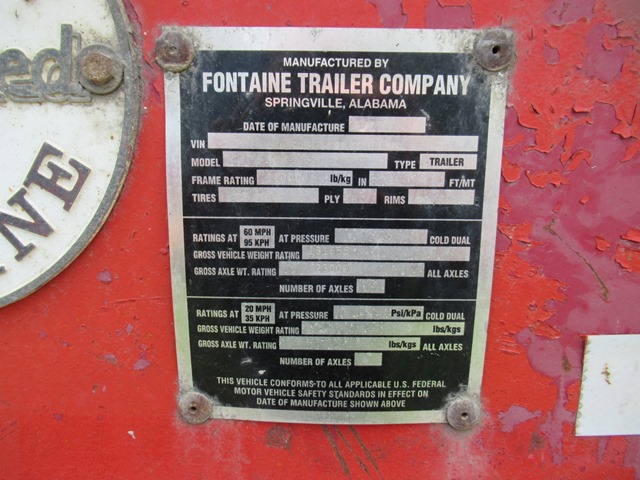 MANUFACTURED BY
FONTAINE TRAILER COMPANY
SPRINGVILLE, ALABAMA
DATE OF MANUFACTURE
VIN
MODEL TYPE TRAILER
FRAME RATING lb/kg IN FT/MT
TIRES PLY RIMS
RATINGS AT 60 MPH 95 KPH AT PRESSURE COLD DUAL
GROSS VEHICLE WEIGHT RATING
GROSS AXLE WT. RATING ALL AXLES
NUMBER OF AXLES
RATINGS AT 20 MPH 35 KPH AT PRESSURE Psi/kPa COLD DUAL
GROSS VEHICLE WEIGHT RATING lbs/kgs
GROSS AXLE WT. RATING lbs/kgs ALL AXLES
NUMBER OF AXLES
THIS VEHICLE CONFORMS TO ALL APPLICABLE U.S. FEDERAL
MOTOR VEHICLE SAFETY STANDARDS IN EFFECT ON
DATE OF MANUFACTURE SHOWN ABOVE